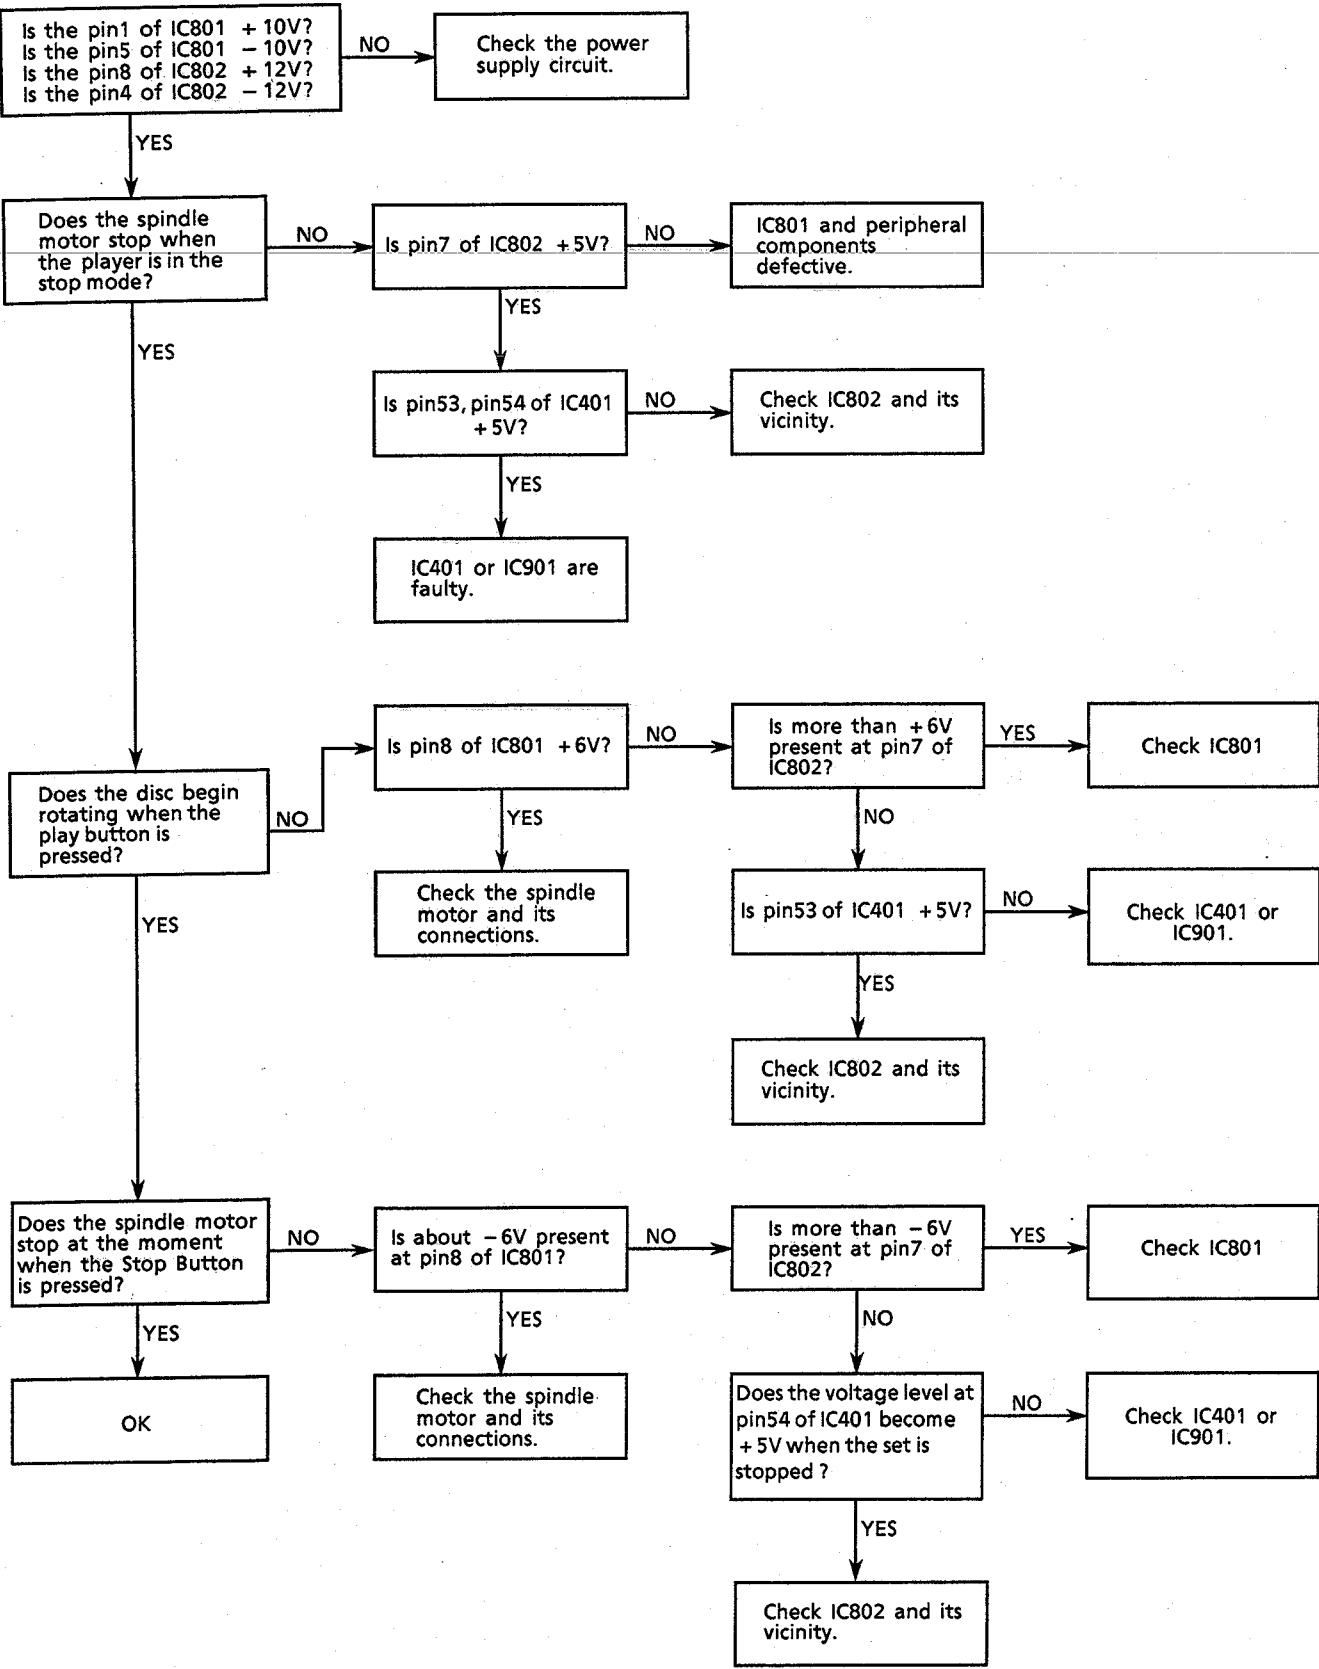 Is the pin1 of IC801 + 10V?
Is the pin5 of IC801 − 10V?
Is the pin8 of IC802 + 12V?
Is the pin4 of IC802 − 12V?
NO
Check the power
supply circuit.
YES
Does the spindle
motor stop when
the player is in the
stop mode?
NO
Is pin7 of IC802 + 5V?
NO
IC801 and peripheral
components
defective.
YES
YES
Is pin53, pin54 of IC401
+ 5V?
NO
Check IC802 and its
vicinity.
YES
IC401 or IC901 are
faulty.
Does the disc begin
rotating when the
play button is
pressed?
NO
Is pin8 of IC801 + 6V?
NO
Is more than + 6V
present at pin7 of
IC802?
YES
Check IC801
YES
Check the spindle
motor and its
connections.
NO
Is pin53 of IC401 + 5V?
NO
Check IC401 or
IC901.
YES
Check IC802 and its
vicinity.
YES
Does the spindle motor
stop at the moment
when the Stop Button
is pressed?
NO
Is about − 6V present
at pin8 of IC801?
NO
Is more than − 6V
present at pin7 of
IC802?
YES
Check IC801
YES
OK
YES
Check the spindle
motor and its
connections.
NO
Does the voltage level at
pin54 of IC401 become
+ 5V when the set is
stopped ?
NO
Check IC401 or
IC901.
YES
Check IC802 and its
vicinity.